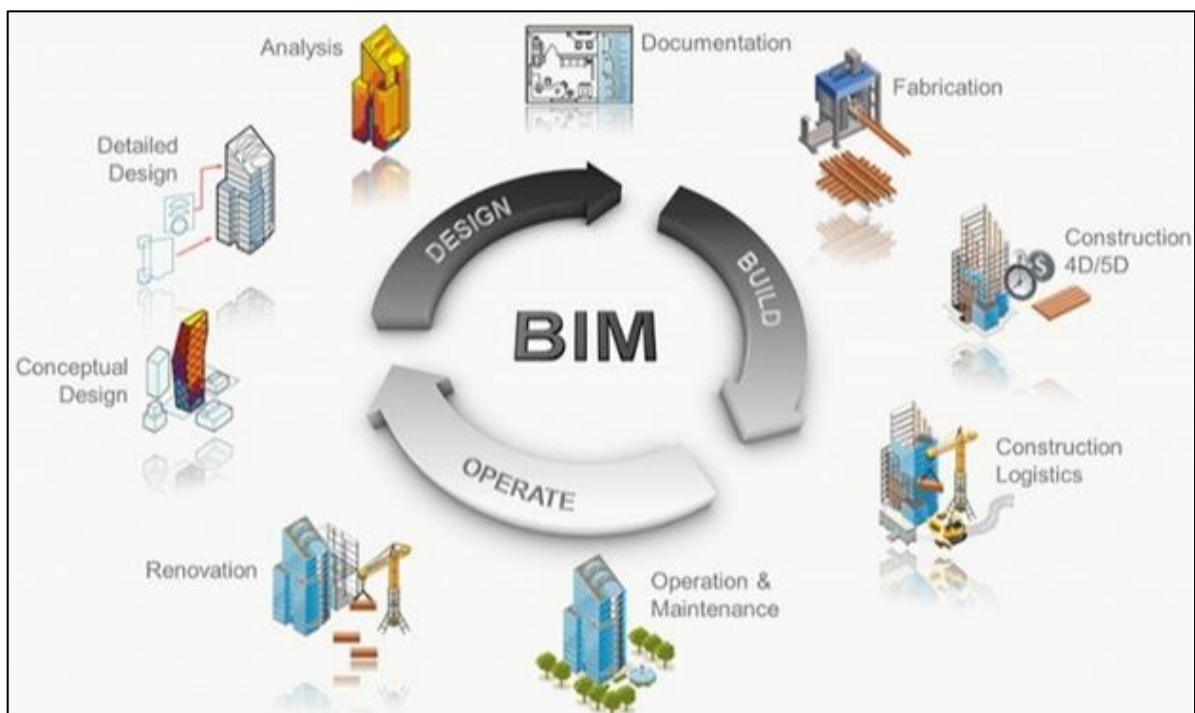 Analysis
Documentation
Fabrication
Detailed
Design
Construction
4D/5D
DESIGN
BUILD
BIM
Conceptual
Design
Construction
Logistics
OPERATE
Renovation
Operation &
Maintenance